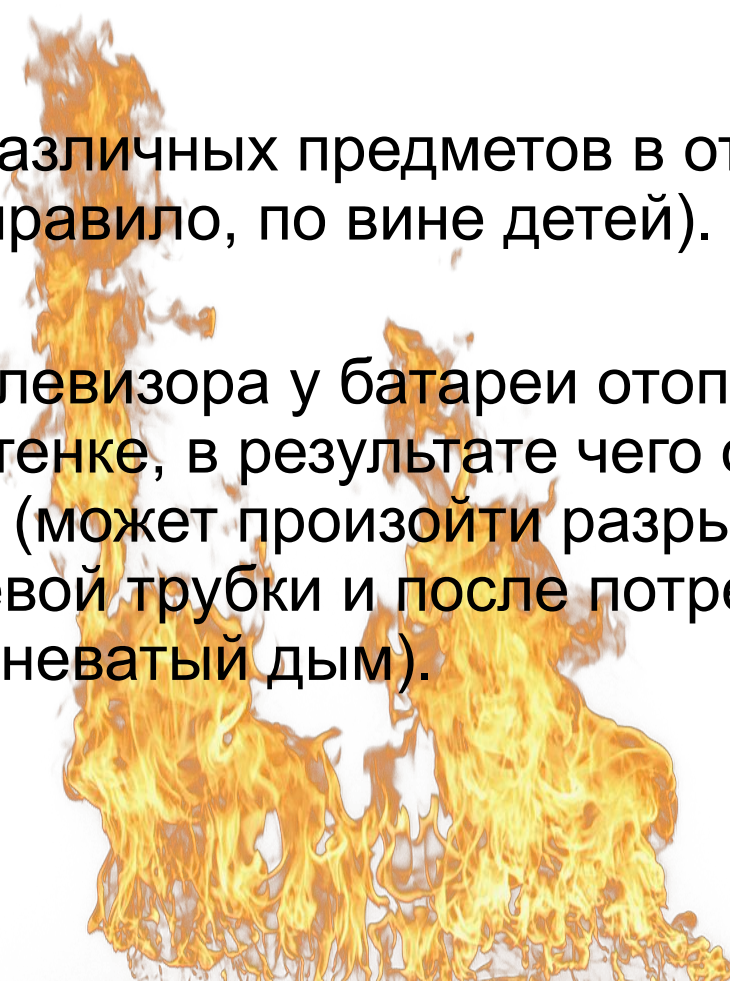 азличных предметов в от
правило, по вине детей).
левизора у батареи отоп
тенке, в результате чего
(может произойти разры
евой трубки и после потре
неватый дым).